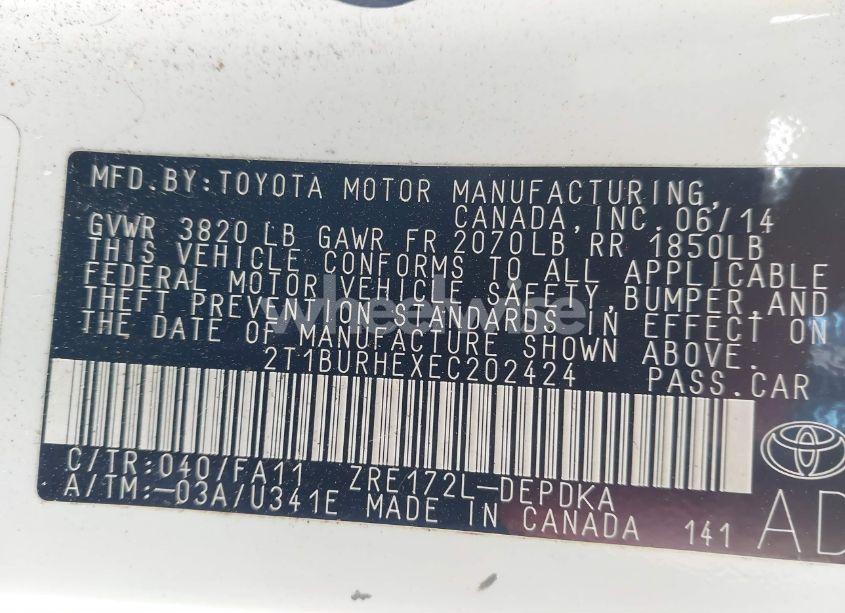 MFD.BY:TOYOTA MOTOR MANUFACTURING,
CANADA,INC.06/14
GVWR 3820 LB GAWR FR 2070LB RR 1850LB
THIS VEHICLE CONFORMS TO ALL APPLICABLE
FEDERAL MOTOR VEHICLE SAFETY,BUMPER,AND
THEFT PREVENTION STANDARDS IN EFFECT ON
THE DATE OF MANUFACTURE SHOWN ABOVE.
wheelwise
2T1BURHEXEC202424 PASS.CAR
C/TR:040/FA11 ZRE172L-DEPDKA
A/TM:-03A/U341E MADE IN CANADA 141
AD